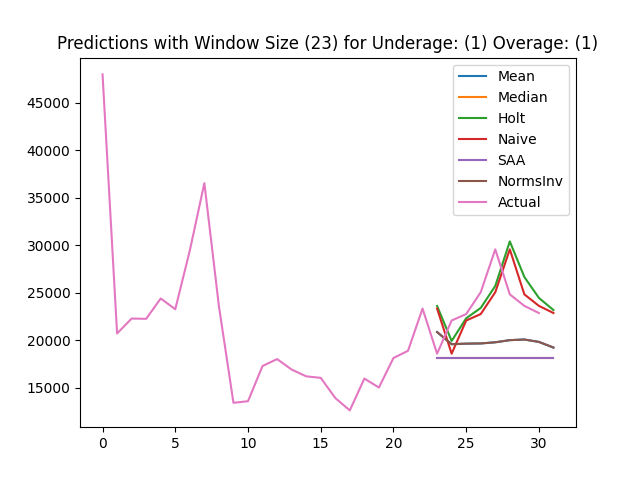 Predictions with Window Size (23) for Underage: (1) Overage: (1)
45000
40000
35000
30000
25000
20000
15000
0
5
10
15
20
25
30
Mean
Median
Holt
Naive
SAA
NormsInv
Actual